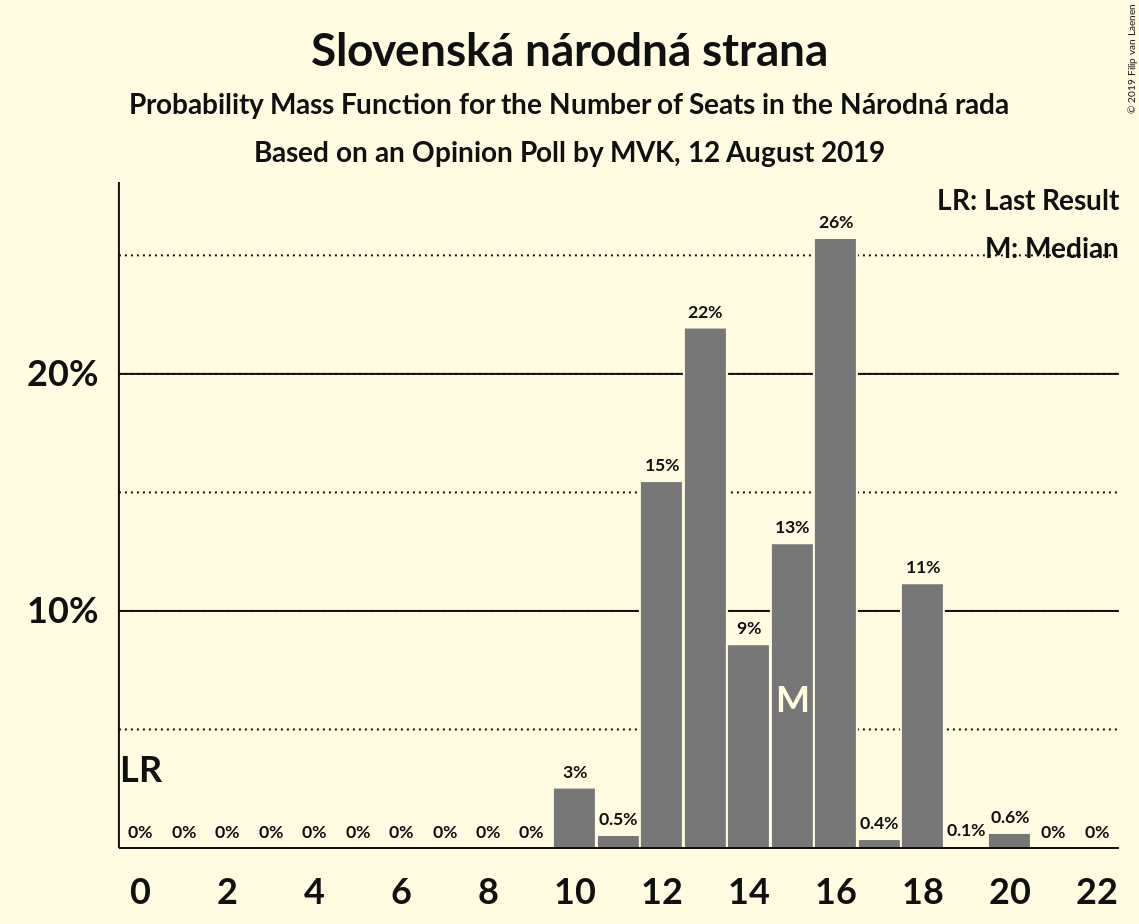 Slovenská národná strana
Probability Mass Function for the Number of Seats in the Národná rada
Based on an Opinion Poll by MVK, 12 August 2019
© 2019 Filip van Laenen
LR: Last Result
M: Median
26%
22%
20%
15%
13%
11%
10%
9%
M
LR
3%
0% 0% 0% 0% 0% 0% 0% 0% 0% 0% 0.5% 0.4% 0.1% 0.6% 0% 0%
0 2 4 6 8 10 12 14 16 18 20 22